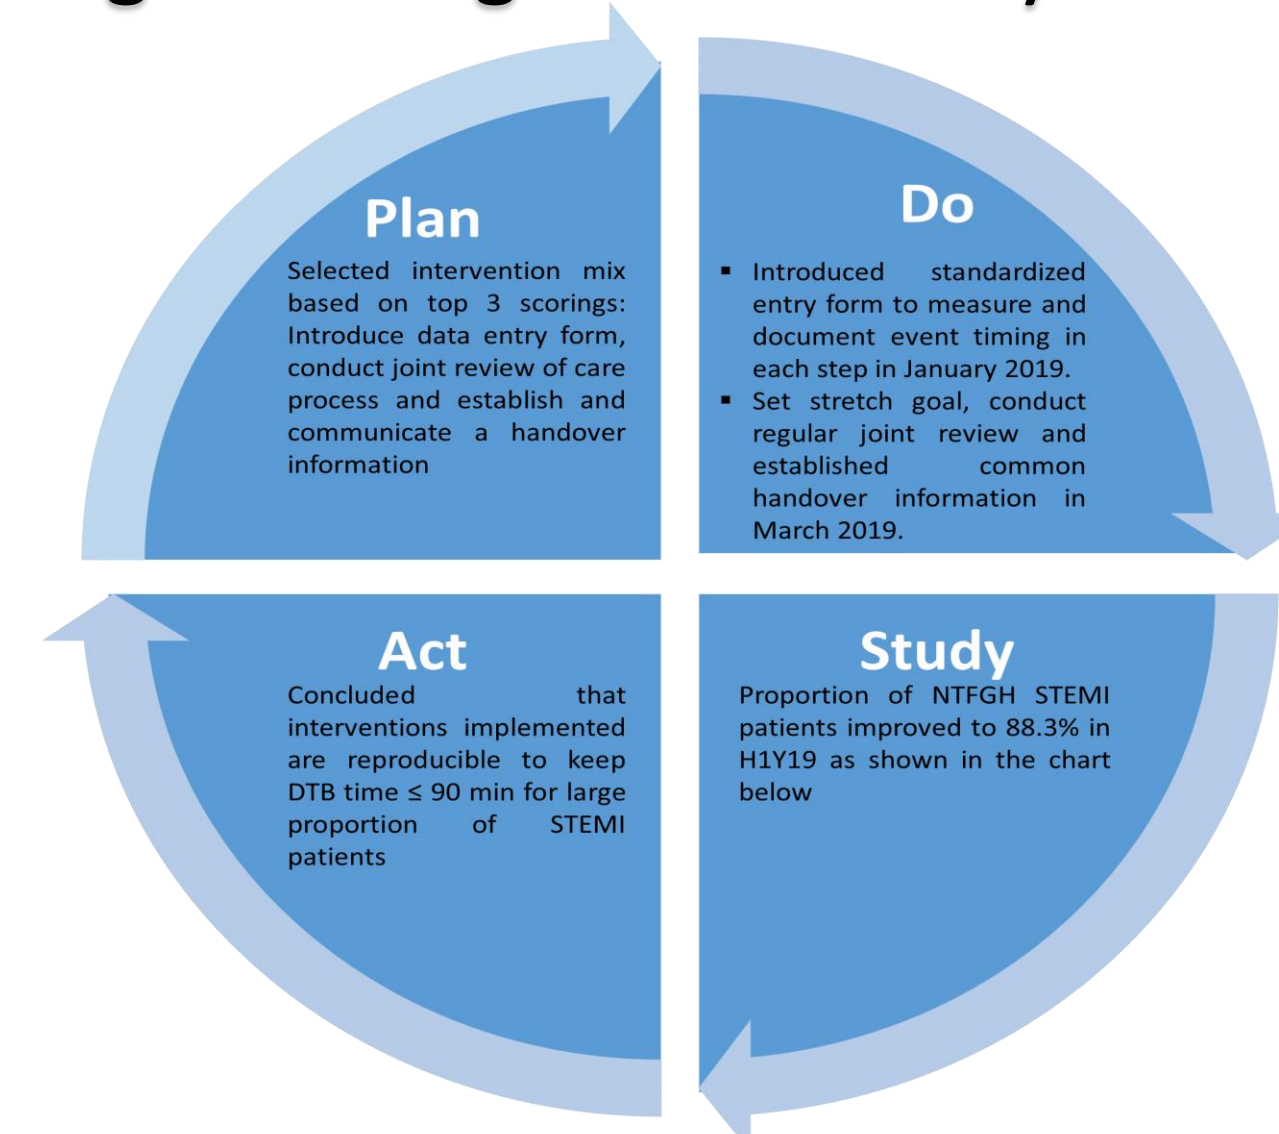 Plan
Selected intervention mix
based on top 3 scorings:
Introduce data entry form,
conduct joint review of care
process and establish and
communicate a handover
information
Do
▪ Introduced standardized
entry form to measure and
document event timing in
each step in January 2019.
▪ Set stretch goal, conduct
regular joint review and
established common
handover information in
March 2019.
Act
Concluded that
interventions implemented
are reproducible to keep
DTB time ≤ 90 min for large
proportion of STEMI
patients
Study
Proportion of NTFGH STEMI
patients improved to 88.3% in
H1Y19 as shown in the chart
below